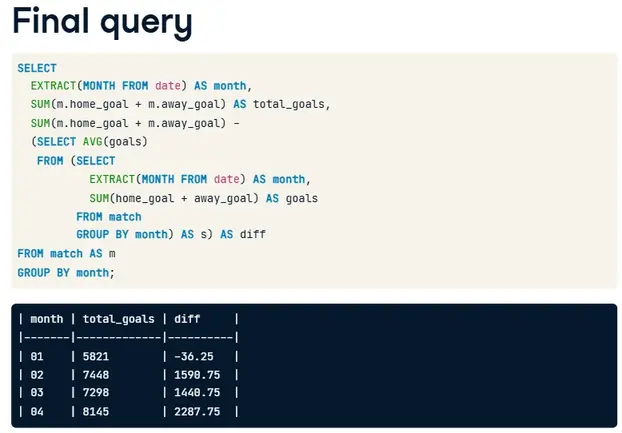 Final query
SELECT
EXTRACT(MONTH FROM date) AS month,
SUM(m.home_goal + m.away_goal) AS total_goals,
SUM(m.home_goal + m.away_goal) -
(SELECT AVG(goals)
FROM (SELECT
EXTRACT(MONTH FROM date) AS month,
SUM(home_goal + away_goal) AS goals
FROM match
GROUP BY month) AS s) AS diff
FROM match AS m
GROUP BY month;
| month | total_goals | diff |
|-------|-------------|----------|
| 01 | 5821 | -36.25 |
| 02 | 7448 | 1590.75 |
| 03 | 7298 | 1440.75 |
| 04 | 8145 | 2287.75 |